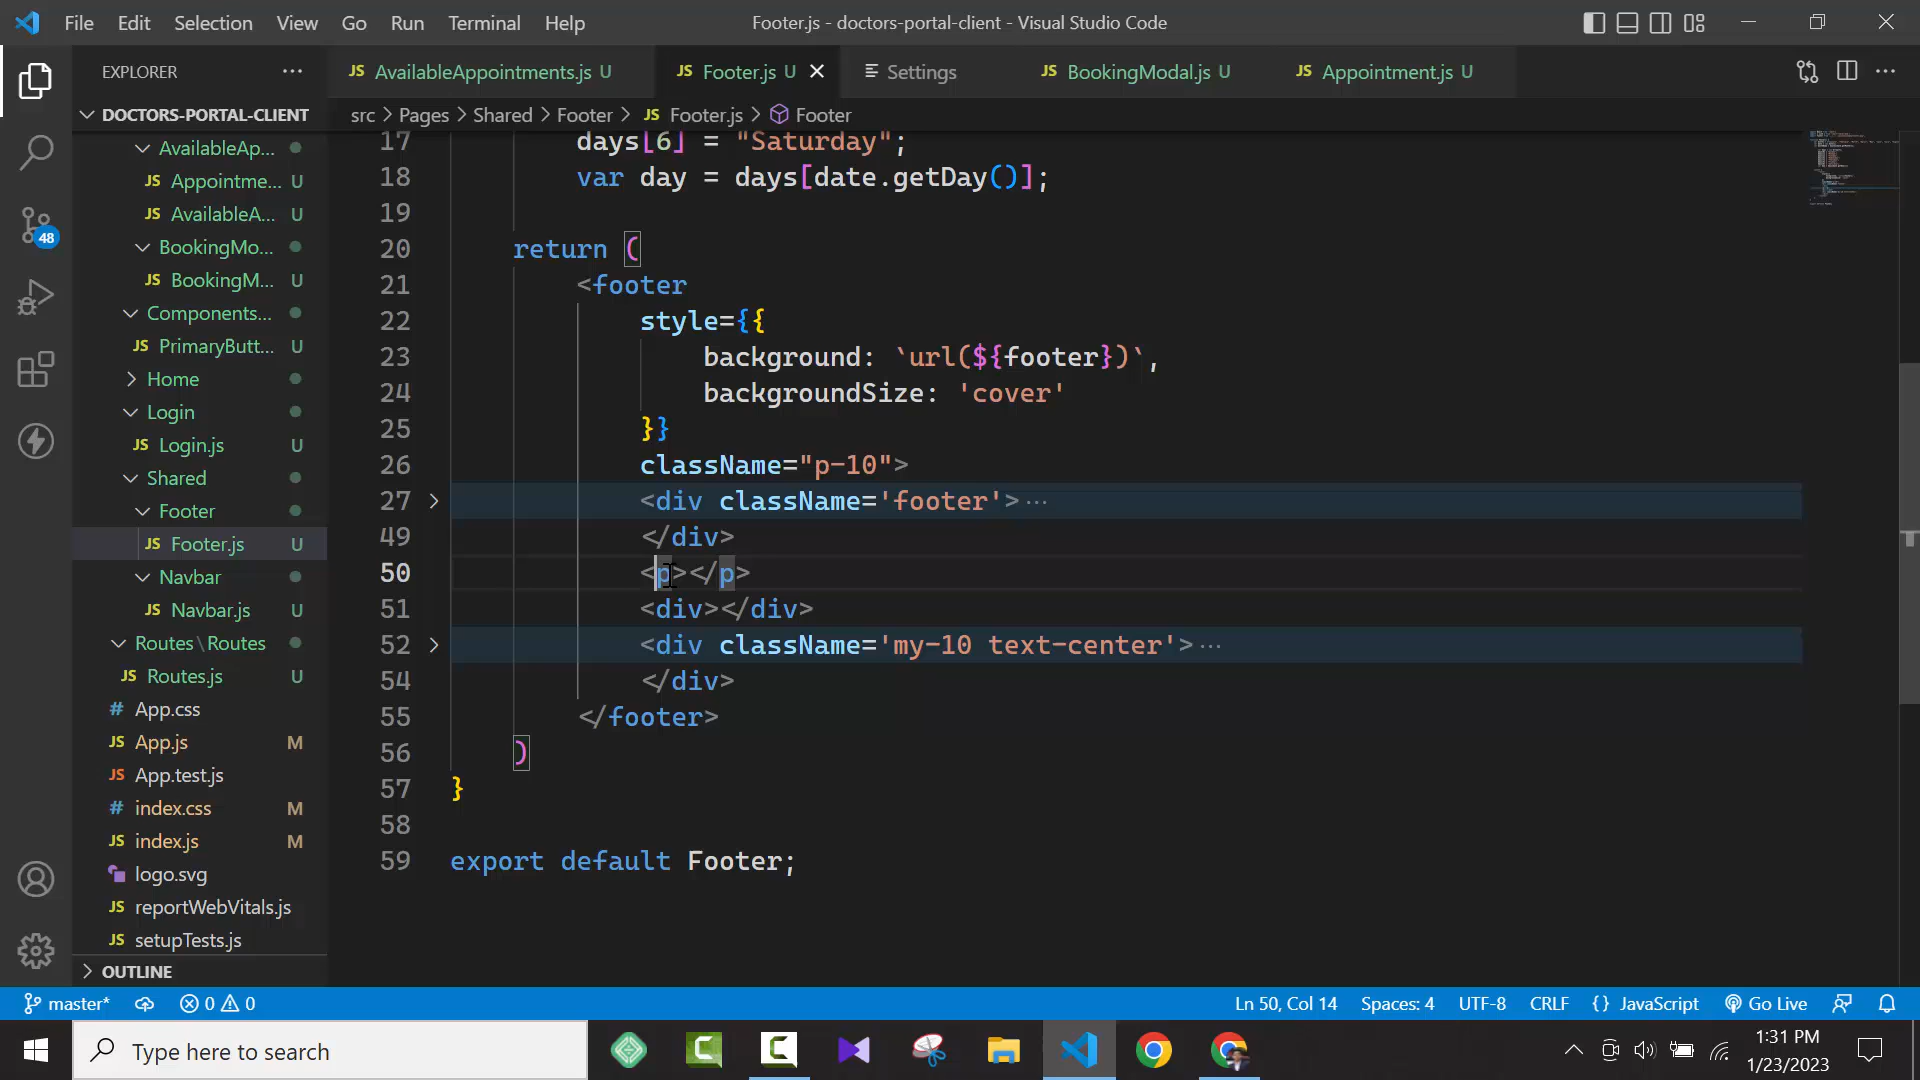 File Edit Selection View Go Run Terminal Help
Footer.js - doctors-portal-client - Visual Studio Code
EXPLORER
JS AvailableAppointments.js U
JS Footer.js U
Settings
JS BookingModal.js U
JS Appointment.js U
DOCTORS-PORTAL-CLIENT
src > Pages > Shared > Footer > JS Footer.js > Footer
AvailableAp...
JS Appointme... U
JS AvailableA... U
BookingMo...
JS BookingM... U
Components...
JS PrimaryButt... U
Home
Login
JS Login.js U
Shared
Footer
JS Footer.js U
Navbar
JS Navbar.js U
Routes\Routes
JS Routes.js U
# App.css
JS App.js M
JS App.test.js
# index.css M
JS index.js M
logo.svg
JS reportWebVitals.js
JS setupTests.js
OUTLINE
48
17 days[6] = "Saturday";
18 var day = days[date.getDay()];
19
20 return (
21 <footer
22 style={{
23 background: `url(${footer})`,
24 backgroundSize: 'cover'
25 }}
26 className="p-10">
27 <div className='footer'>···
49 </div>
50 <p></p>
51 <div></div>
52 <div className='my-10 text-center'>···
54 </div>
55 </footer>
56 )
57 }
58
59 export default Footer;
master* 0 0
Ln 50, Col 14 Spaces: 4 UTF-8 CRLF {} JavaScript Go Live
Type here to search
1:31 PM
1/23/2023